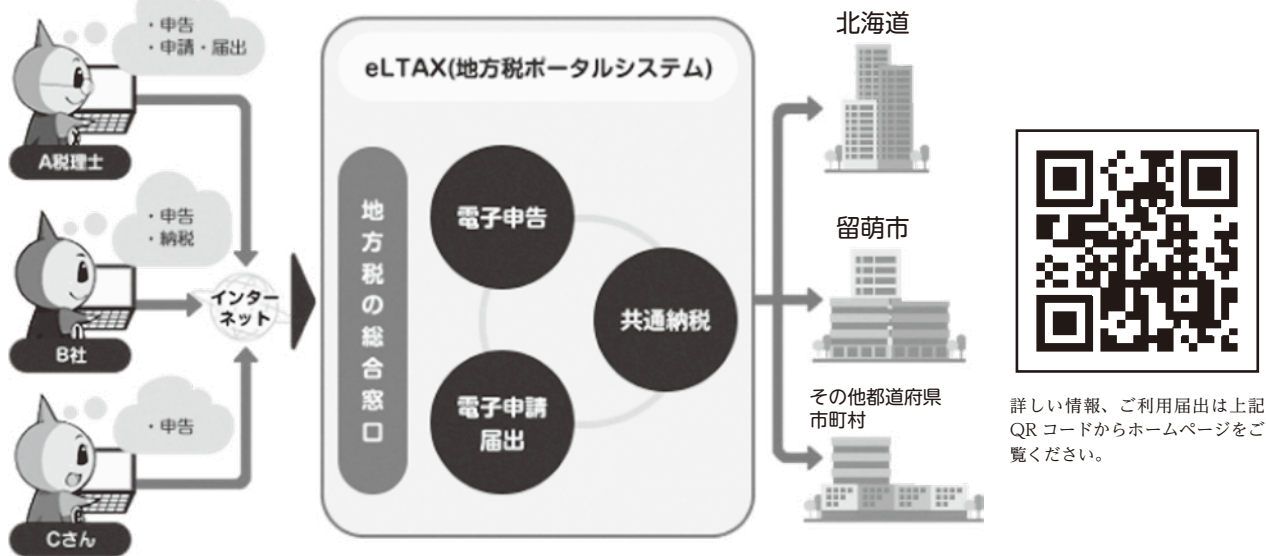 ・申告
・申請・届出
A税理士
・申告
・納税
B社
・申告
Cさん
インター
ネット
eLTAX(地方税ポータルシステム)
地方税の総合窓口
電子申告
共通納税
電子申請
届出
北海道
留萌市
その他都道府県
市町村
詳しい情報、ご利用届出は上記
QR コードからホームページをご
覧ください。